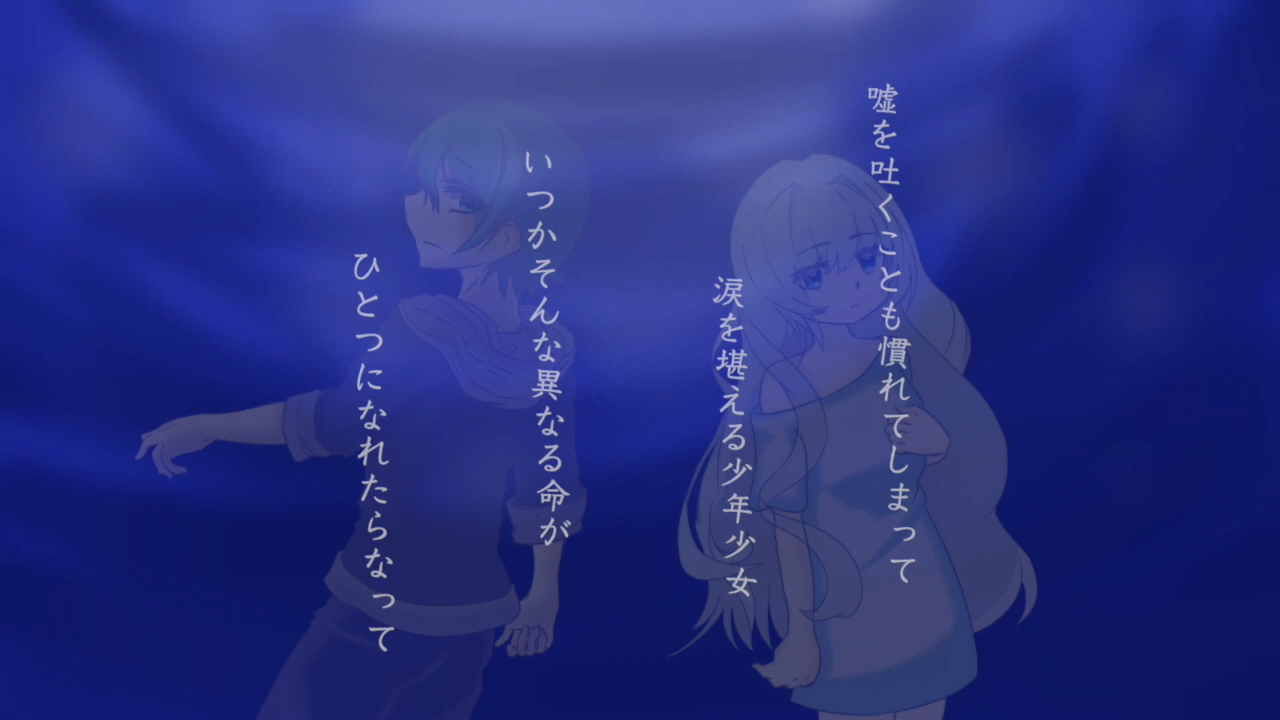 嘘を吐くことも慣れてしまって
涙を堪える少年少女
いつかそんな異なる命が
ひとつになれたらなって